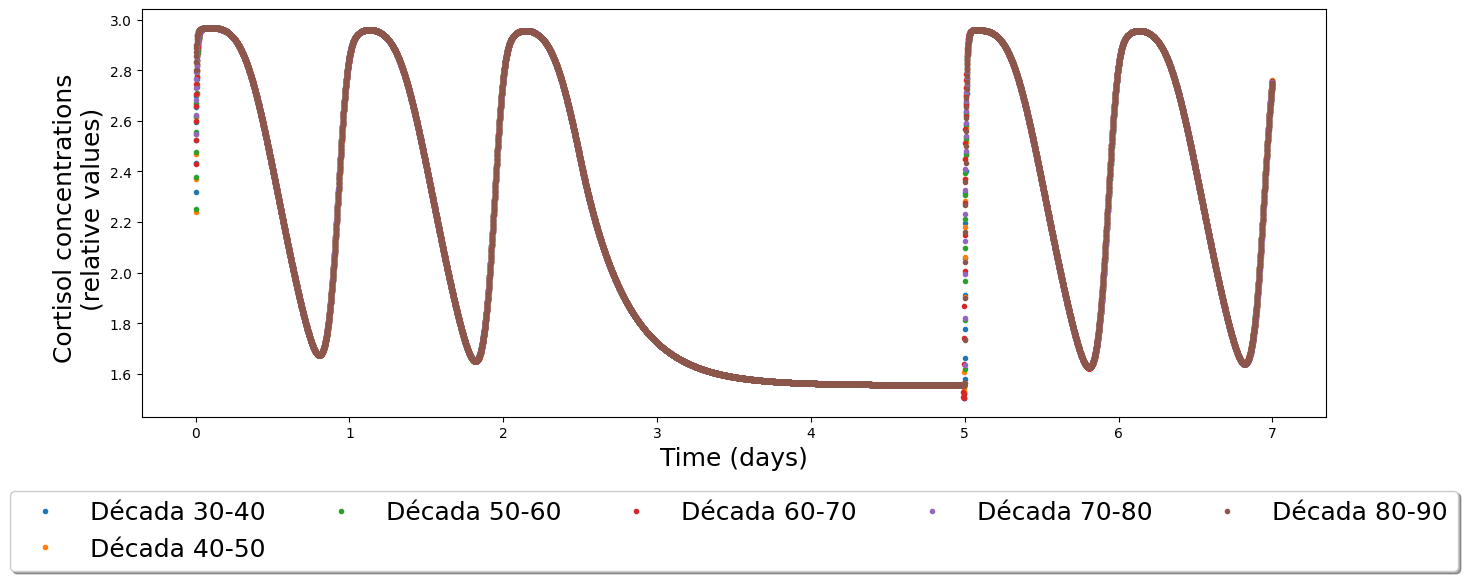 3.0
2.8
2.6
2.4
2.2
2.0
1.8
1.6
Cortisol concentrations
(relative values)
0 1 2 3 4 5 6 7
Time (days)
Década 30-40 Década 50-60 Década 60-70 Década 70-80 Década 80-90
Década 40-50